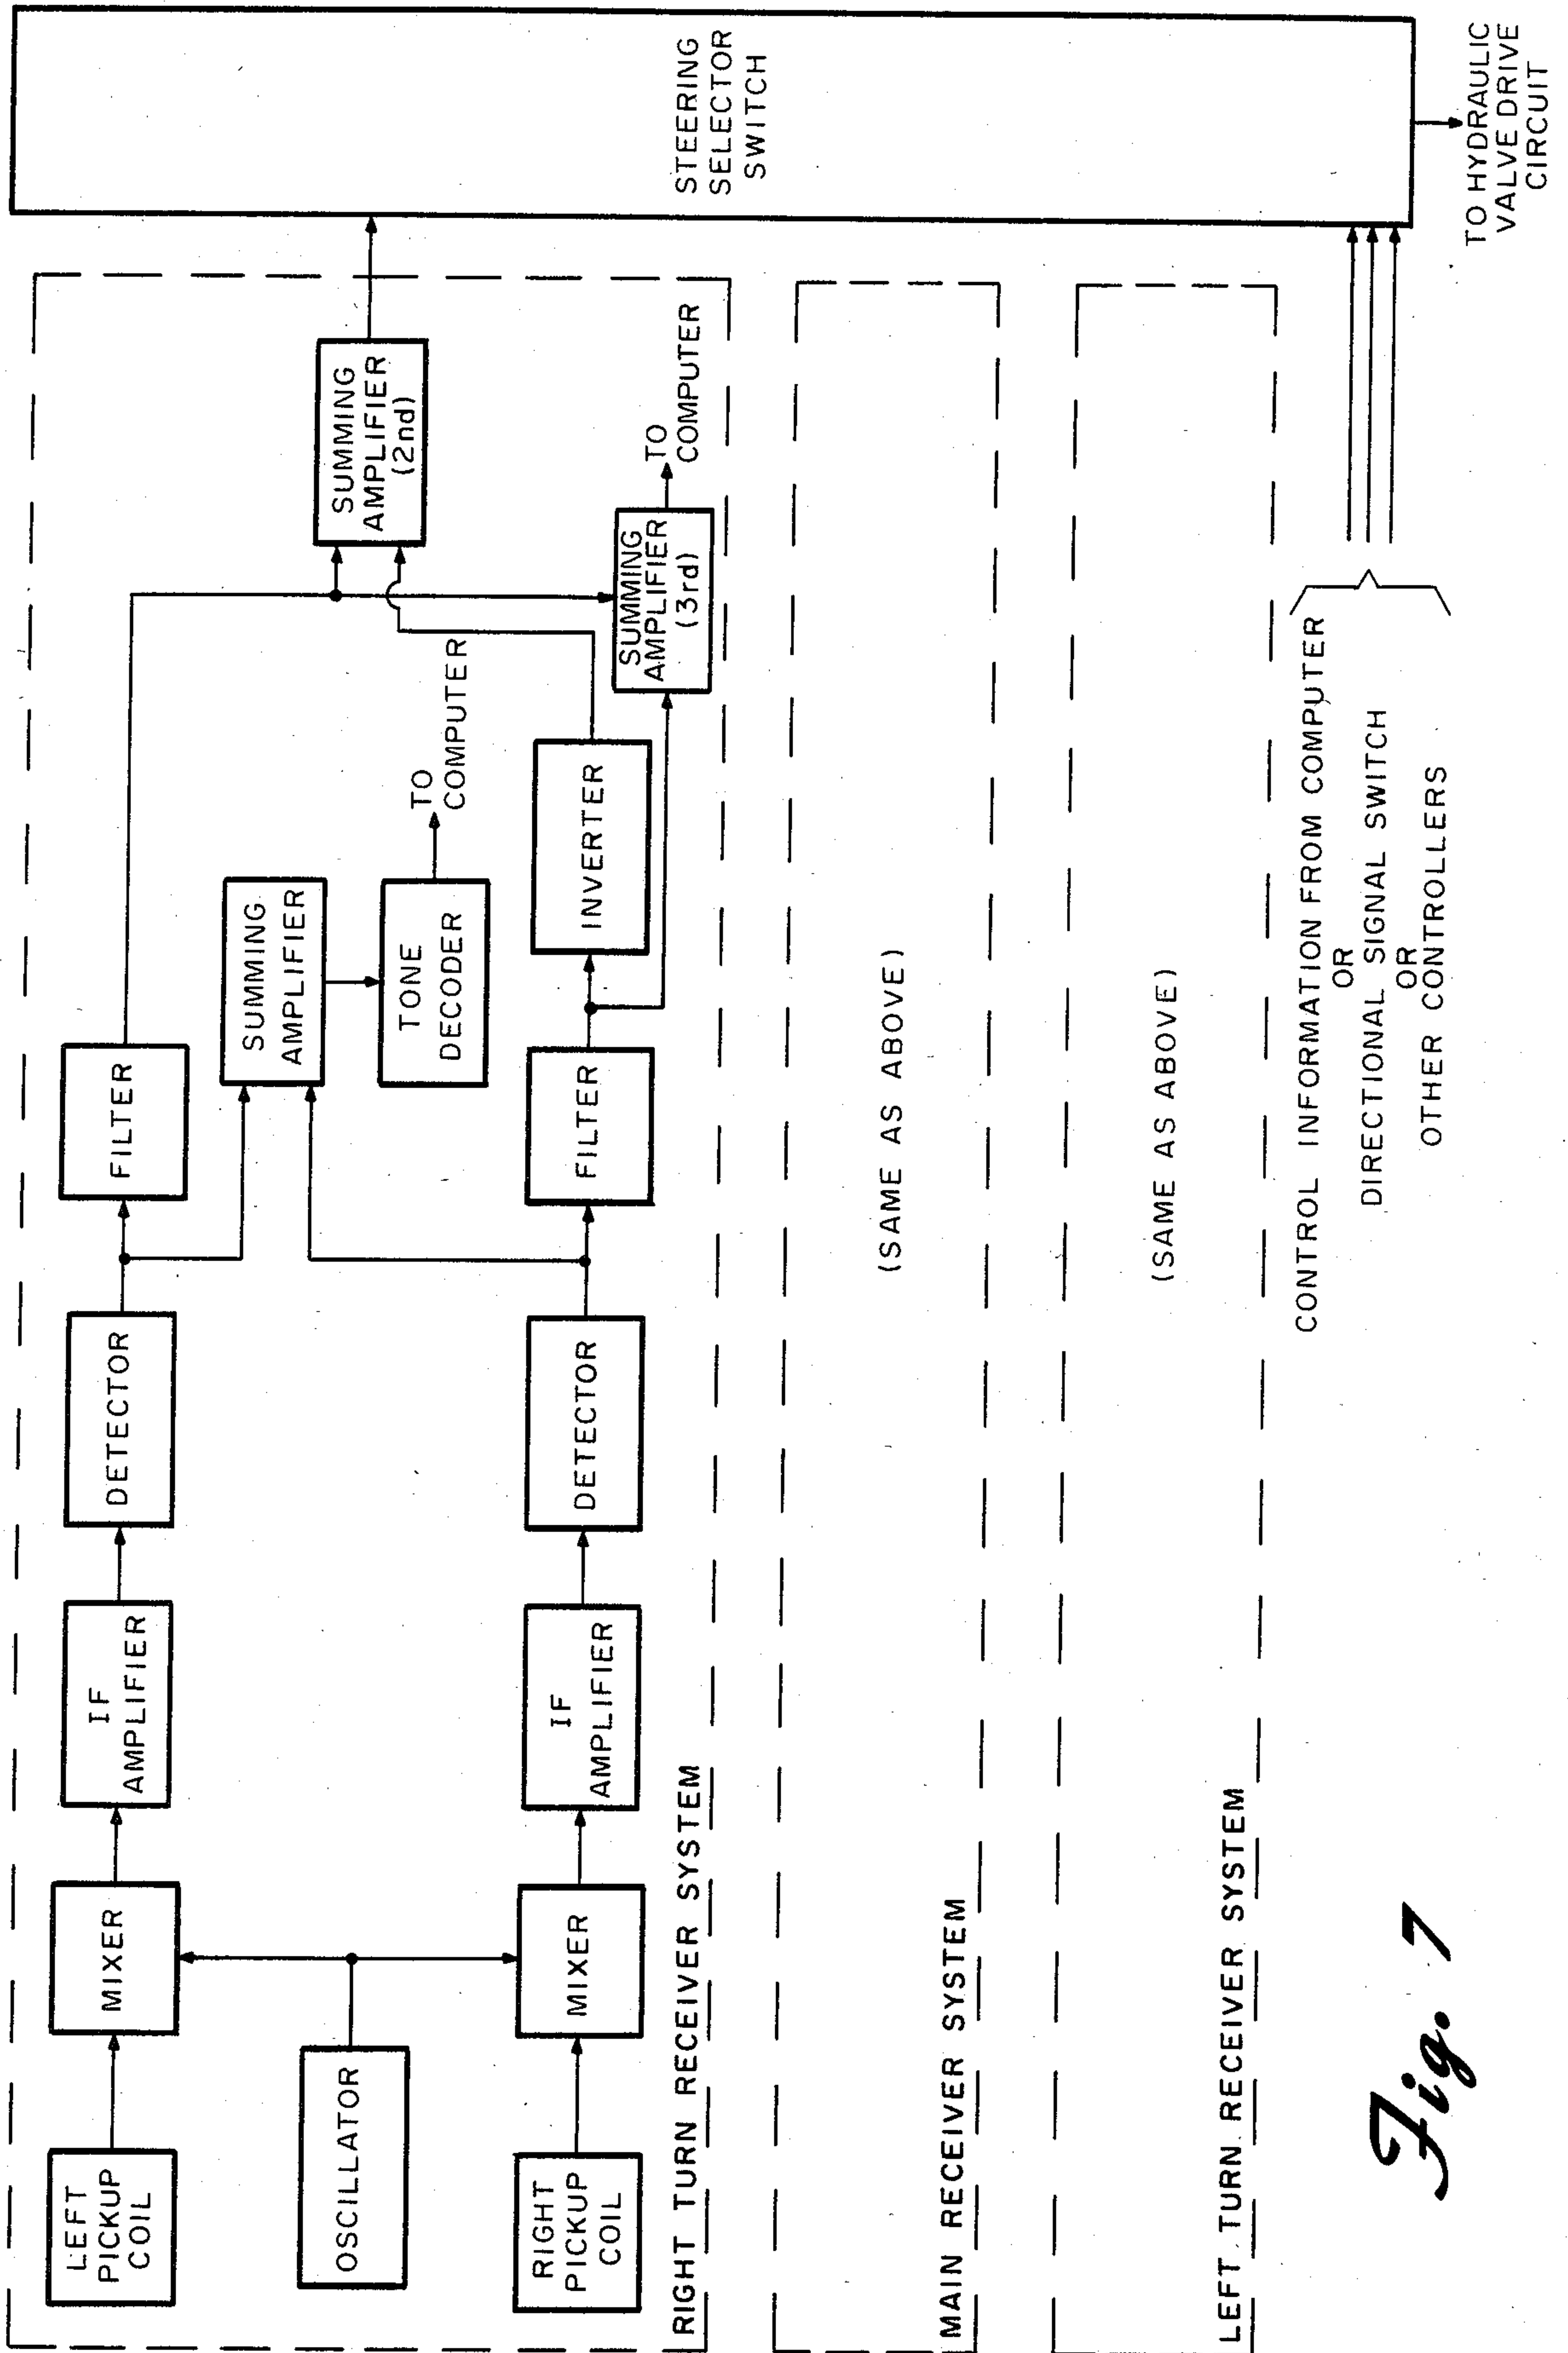 LEFT
PICKUP
COIL
MIXER
IF
AMPLIFIER
DETECTOR
FILTER
OSCILLATOR
SUMMING
AMPLIFIER
TONE
DECODER
TO
COMPUTER
SUMMING
AMPLIFIER
(2nd)
RIGHT
PICKUP
COIL
MIXER
IF
AMPLIFIER
DETECTOR
FILTER
INVERTER
SUMMING
AMPLIFIER
(3rd)
TO
COMPUTER
RIGHT TURN RECEIVER SYSTEM
STEERING
SELECTOR
SWITCH
(SAME AS ABOVE)
MAIN RECEIVER SYSTEM
(SAME AS ABOVE)
LEFT TURN RECEIVER SYSTEM
CONTROL INFORMATION FROM COMPUTER
OR
DIRECTIONAL SIGNAL SWITCH
OR
OTHER CONTROLLERS
TO HYDRAULIC
VALVE DRIVE
CIRCUIT
Fig. 7